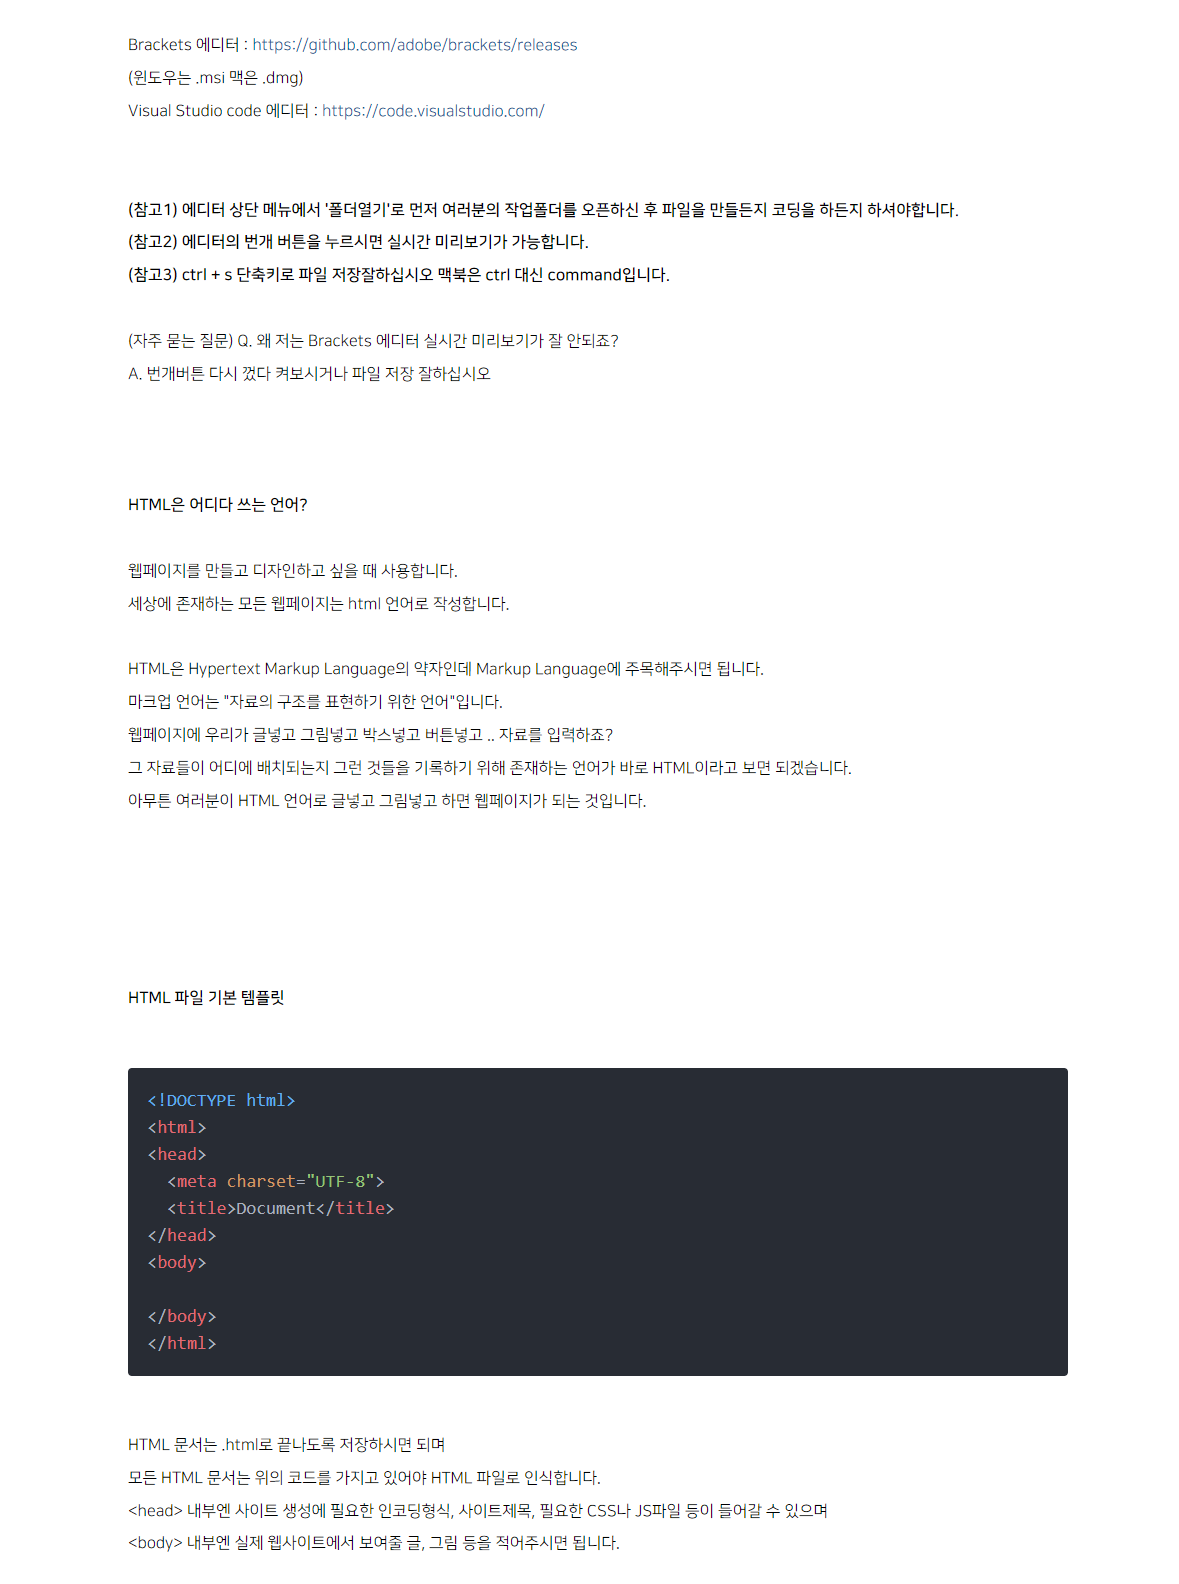 Brackets 에디터 : https://github.com/adobe/brackets/releases
(윈도우는 .msi 맥은 .dmg)
Visual Studio code 에디터 : https://code.visualstudio.com/
(참고1) 에디터 상단 메뉴에서 '폴더열기'로 먼저 여러분의 작업폴더를 오픈하신 후 파일을 만들든지 코딩을 하든지 하셔야합니다.
(참고2) 에디터의 번개 버튼을 누르시면 실시간 미리보기가 가능합니다.
(참고3) ctrl + s 단축키로 파일 저장잘하십시오 맥북은 ctrl 대신 command입니다.
(자주 묻는 질문) Q. 왜 저는 Brackets 에디터 실시간 미리보기가 잘 안되죠?
A. 번개버튼 다시 껐다 켜보시거나 파일 저장 잘하십시오
HTML은 어디다 쓰는 언어?
웹페이지를 만들고 디자인하고 싶을 때 사용합니다.
세상에 존재하는 모든 웹페이지는 html 언어로 작성합니다.
HTML은 Hypertext Markup Language의 약자인데 Markup Language에 주목해주시면 됩니다.
마크업 언어는 "자료의 구조를 표현하기 위한 언어"입니다.
웹페이지에 우리가 글넣고 그림넣고 박스넣고 버튼넣고 .. 자료를 입력하죠?
그 자료들이 어디에 배치되는지 그런 것들을 기록하기 위해 존재하는 언어가 바로 HTML이라고 보면 되겠습니다.
아무튼 여러분이 HTML 언어로 글넣고 그림넣고 하면 웹페이지가 되는 것입니다.
HTML 파일 기본 템플릿
<!DOCTYPE html>
<html>
<head>
  <meta charset="UTF-8">
  <title>Document</title>
</head>
<body>
</body>
</html>
HTML 문서는 .html로 끝나도록 저장하시면 되며
모든 HTML 문서는 위의 코드를 가지고 있어야 HTML 파일로 인식합니다.
<head> 내부엔 사이트 생성에 필요한 인코딩형식, 사이트제목, 필요한 CSS나 JS파일 등이 들어갈 수 있으며
<body> 내부엔 실제 웹사이트에서 보여줄 글, 그림 등을 적어주시면 됩니다.